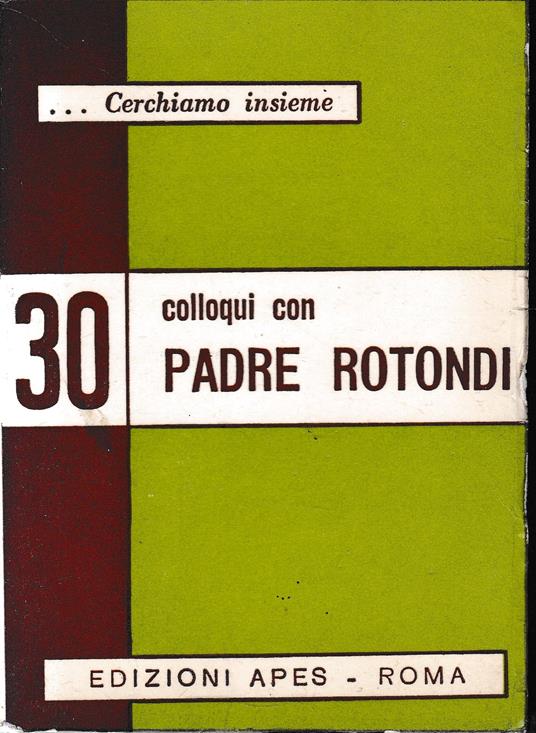 ... Cerchiamo insieme
30
colloqui con
PADRE ROTONDI
EDIZIONI APES - ROMA